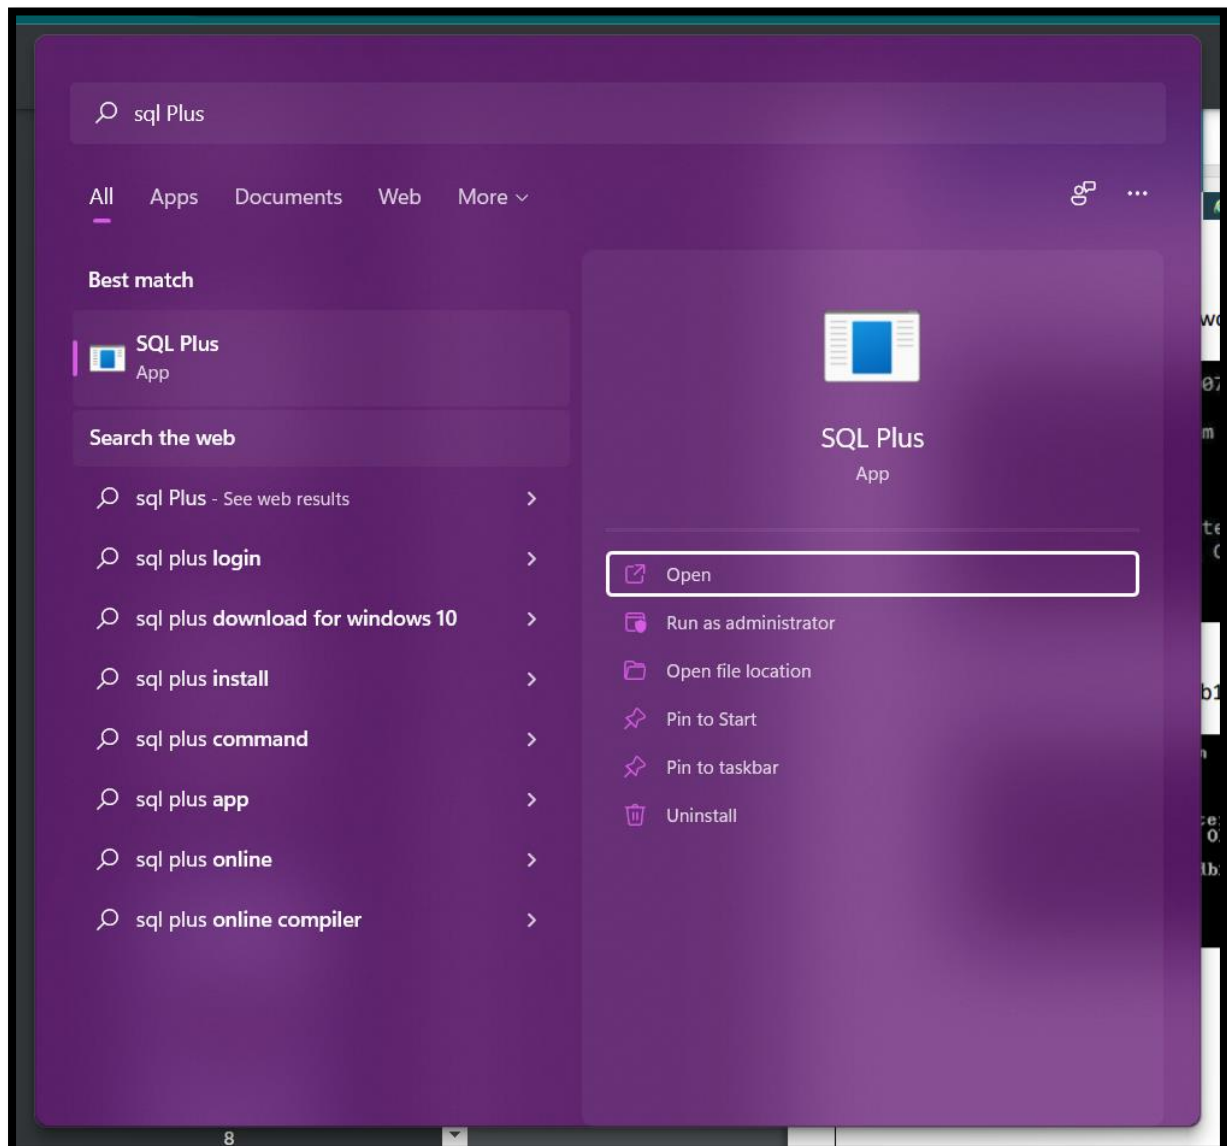 sql Plus
All Apps Documents Web More
Best match
SQL Plus
App
Search the web
sql Plus - See web results
sql plus login
sql plus download for windows 10
sql plus install
sql plus command
sql plus app
sql plus online
sql plus online compiler
SQL Plus
App
Open
Run as administrator
Open file location
Pin to Start
Pin to taskbar
Uninstall
8